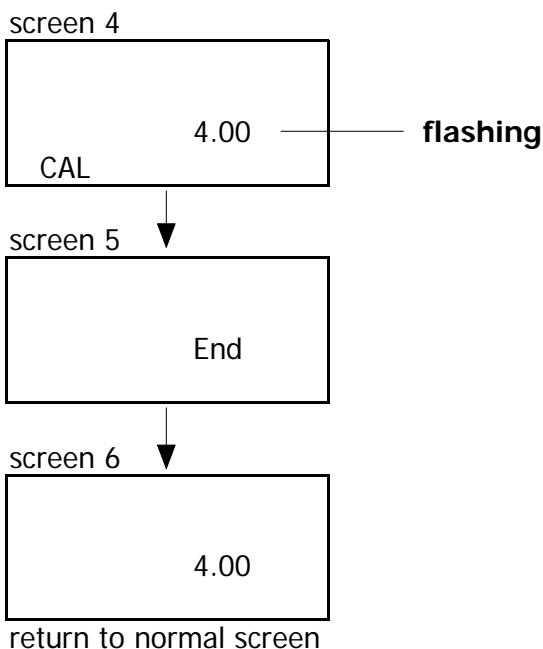 screen 4
4.00 flashing
CAL
screen 5
End
screen 6
4.00
return to normal screen